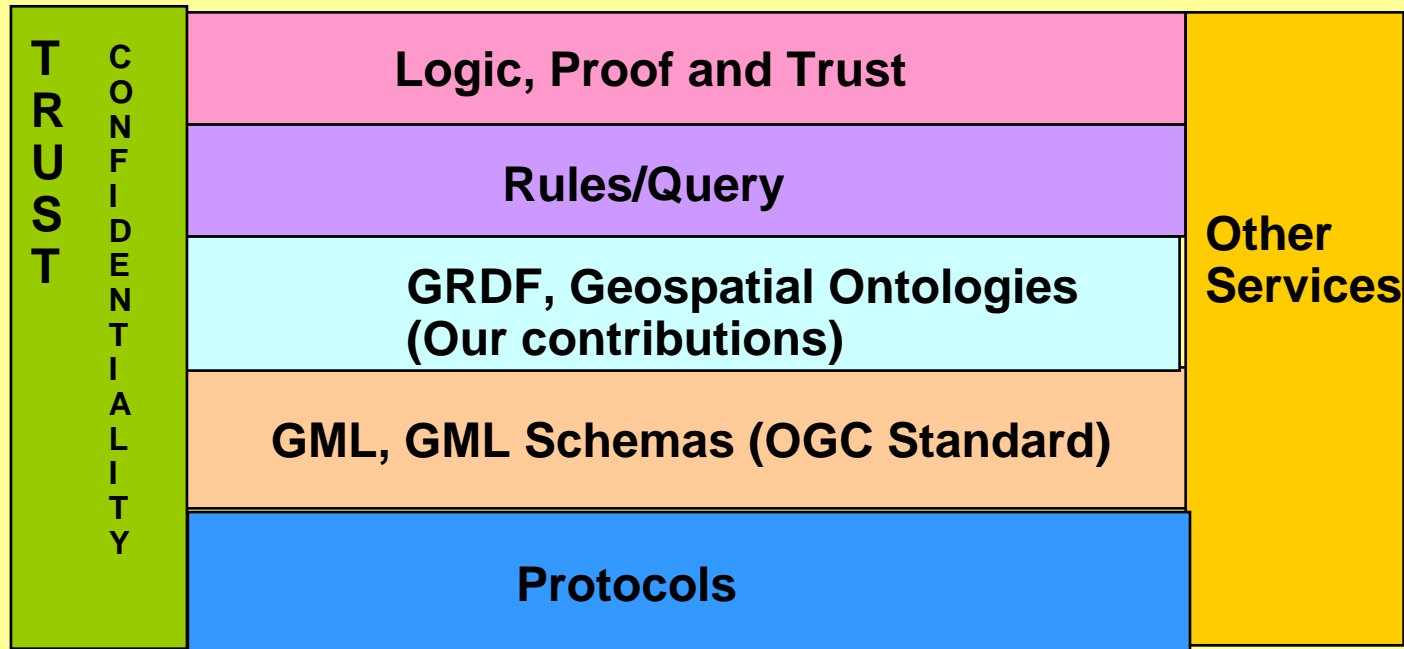 TRUST
CONFIDENTIALITY
Logic, Proof and Trust
Rules/Query
GRDF, Geospatial Ontologies
(Our contributions)
GML, GML Schemas (OGC Standard)
Protocols
Other
Services